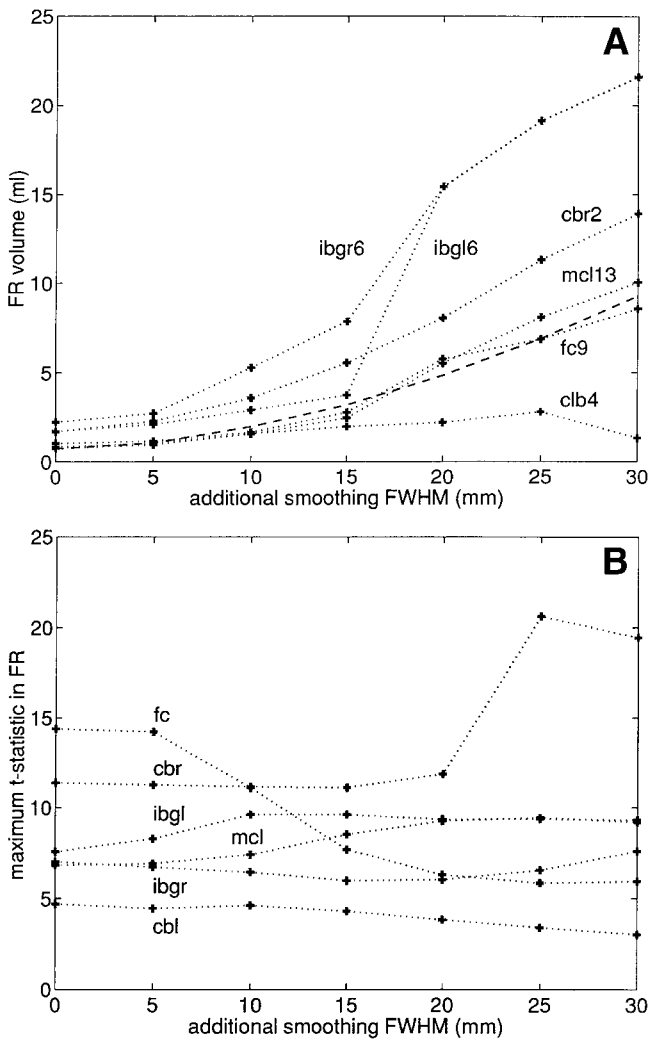 A
25
20
15
10
5
0
FR volume (ml)
ibgr6
ibgl6
cbr2
mcl13
fc9
clb4
0 5 10 15 20 25 30
additional smoothing FWHM (mm)
B
25
20
15
10
5
0
maximum t-statistic in FR
fc
cbr
ibgl
mcl
ibgr
cbl
0 5 10 15 20 25 30
additional smoothing FWHM (mm)